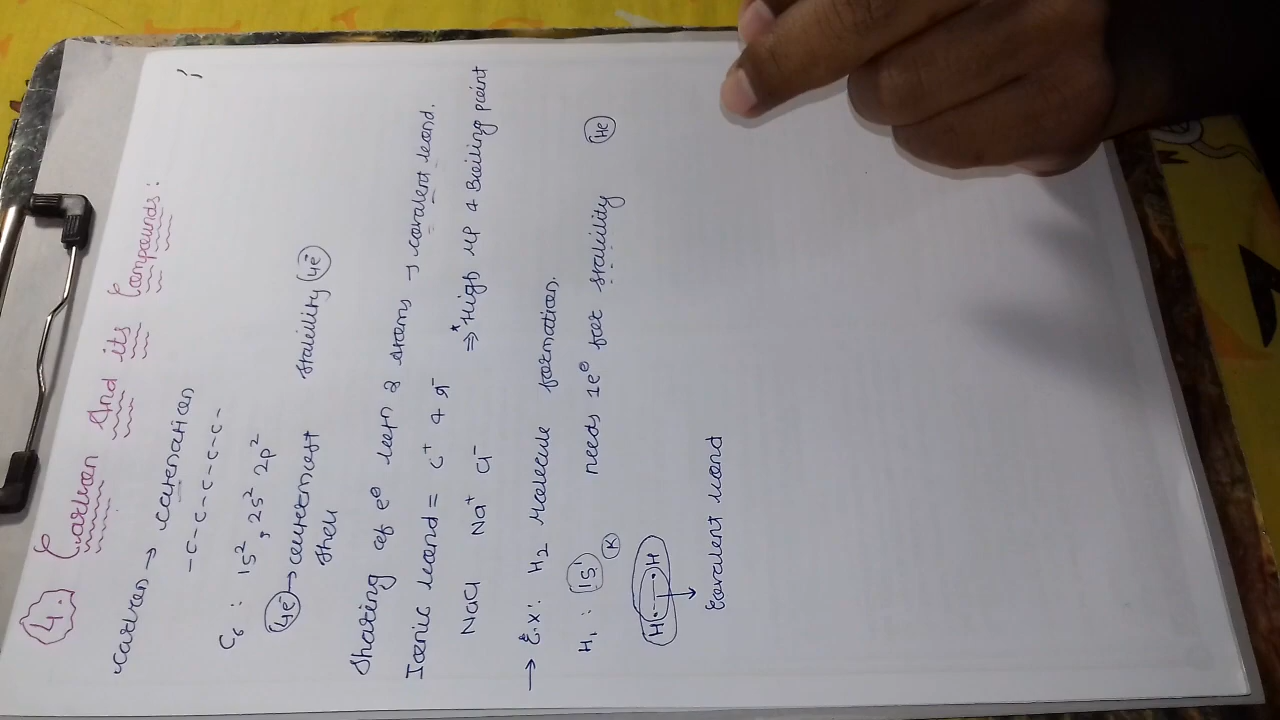 4. Carbon And its Compounds:
Carbon → catenation
-C-C-C-C-C-C-
C6 : 1s², 2s² 2p²
4e⁻ → outermost shell stability 4e⁻
Sharing of e⊖ betn 2 atoms → covalent bond.
Ionic bond = C⁺ & A⁻
NaCl Na⁺ Cl⁻ ⇒ *High MP & Boiling point
→ E.x: H₂ Molecule formation.
H₁ : 1s¹ needs 1e⊖ for stability He
K
H H
Covalent bond